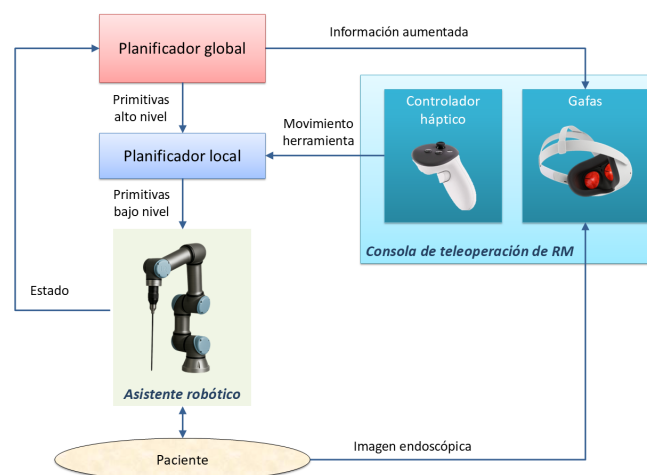 Planificador global
Información aumentada
Primitivas
alto nivel
Controlador
háptico
Gafas
Movimiento
herramienta
Planificador local
Primitivas
bajo nivel
Consola de teleoperación de RM
Estado
Asistente robótico
Imagen endoscópica
Paciente